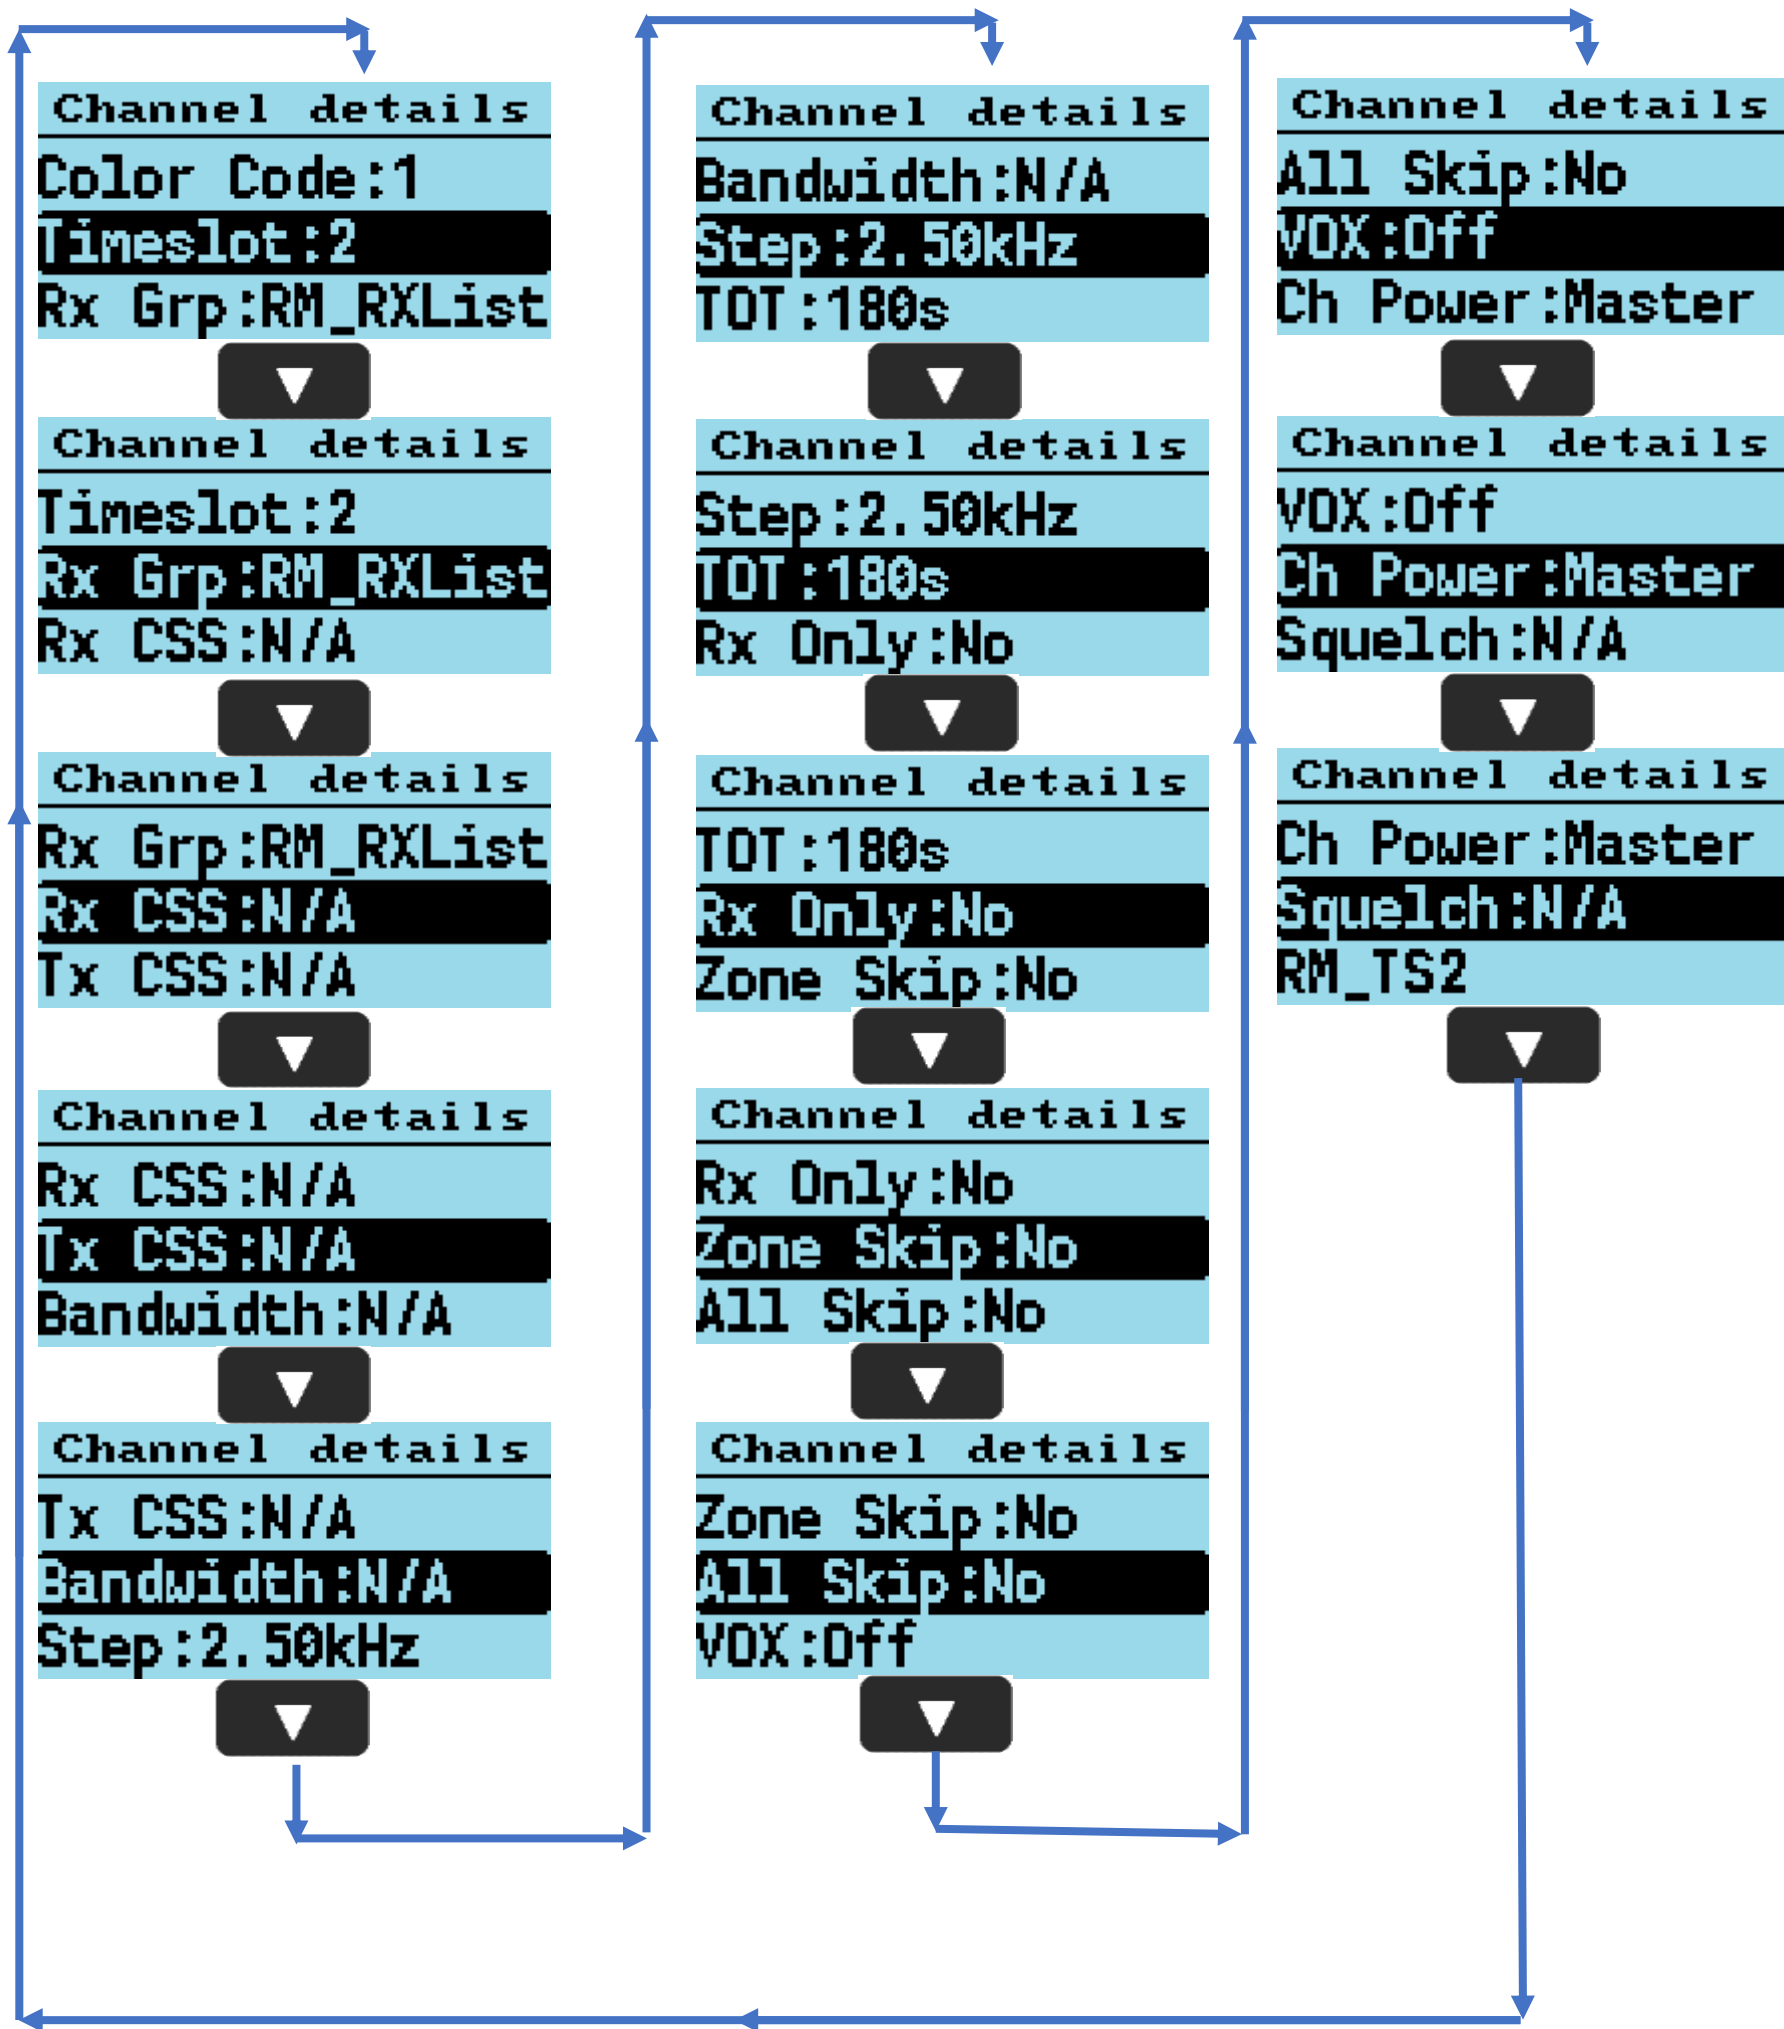 Channel details
Color Code:1
Timeslot:2
Rx Grp:RM_RXList
Channel details
Timeslot:2
Rx Grp:RM_RXList
Rx CSS:N/A
Channel details
Rx Grp:RM_RXList
Rx CSS:N/A
Tx CSS:N/A
Channel details
Rx CSS:N/A
Tx CSS:N/A
Bandwidth:N/A
Channel details
Tx CSS:N/A
Bandwidth:N/A
Step:2.50kHz
Channel details
Bandwidth:N/A
Step:2.50kHz
TOT:180s
Channel details
Step:2.50kHz
TOT:180s
Rx Only:No
Channel details
TOT:180s
Rx Only:No
Zone Skip:No
Channel details
Rx Only:No
Zone Skip:No
All Skip:No
Channel details
Zone Skip:No
All Skip:No
VOX:Off
Channel details
All Skip:No
VOX:Off
Ch Power:Master
Channel details
VOX:Off
Ch Power:Master
Squelch:N/A
Channel details
Ch Power:Master
Squelch:N/A
RM_TS2